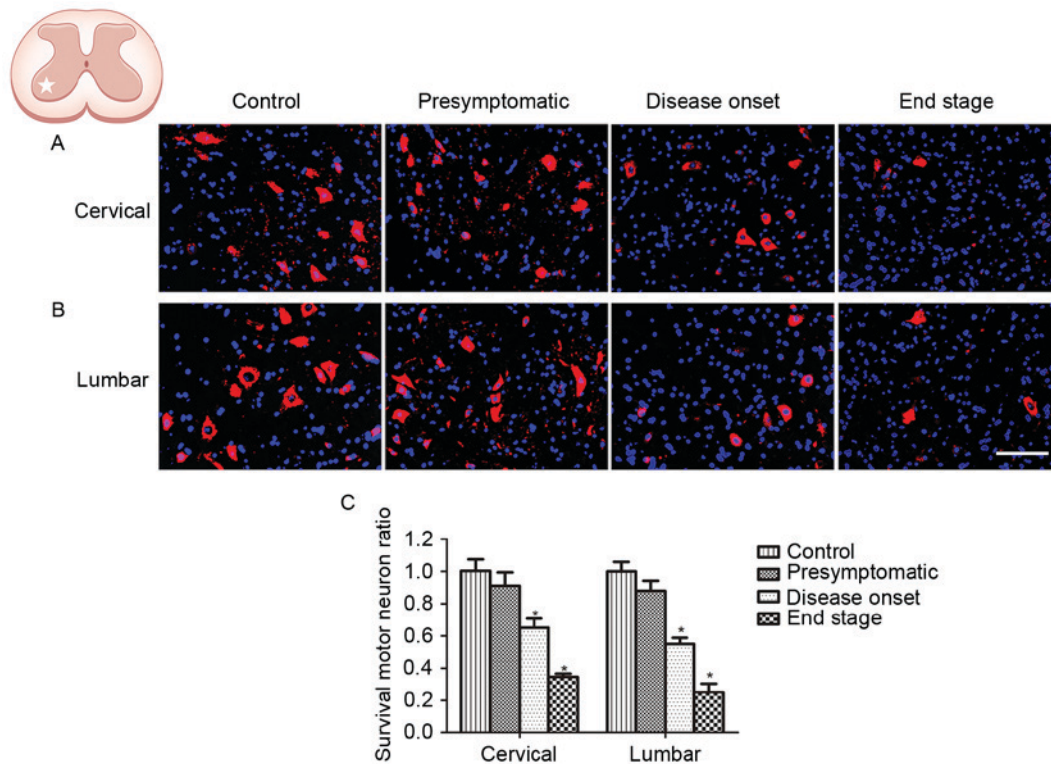 Control Presymptomatic Disease onset End stage
A
Cervical
B
Lumbar
C
Survival motor neuron ratio
1.2
1.0
0.8
0.6
0.4
0.2
0.0
* * * *
Cervical Lumbar
Control
Presymptomatic
Disease onset
End stage